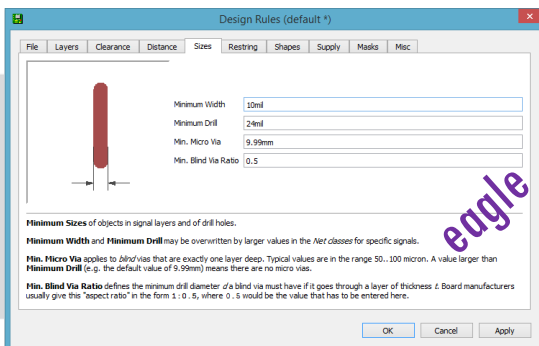 Design Rules (default *)
File Layers Clearance Distance Sizes Restring Shapes Supply Masks Misc
Minimum Width 10mil
Minimum Drill 24mil
Min. Micro Via 9.99mm
Min. Blind Via Ratio 0.5
eagle
Minimum Sizes of objects in signal layers and of drill holes.
Minimum Width and Minimum Drill may be overwritten by larger values in the Net classes for specific signals.
Min. Micro Via applies to blind vias that are exactly one layer deep. Typical values are in the range 50..100 micron. A value larger than
Minimum Drill (e.g. the default value of 9.99mm) means there are no micro vias.
Min. Blind Via Ratio defines the minimum drill diameter d a blind via must have if it goes through a layer of thickness t. Board manufacturers
usually give this "aspect ratio" in the form 1:0.5, where 0.5 would be the value that has to be entered here.
OK Cancel Apply